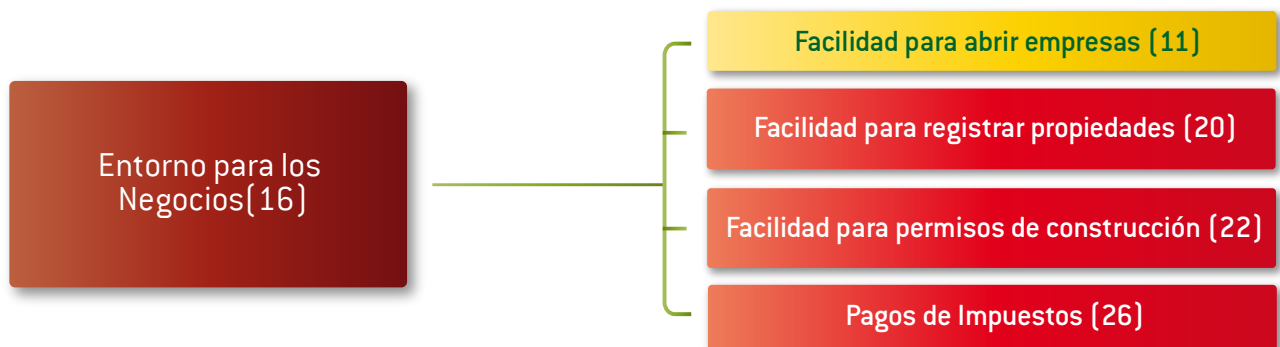 Entorno para los
Negocios(16)
Facilidad para abrir empresas (11)
Facilidad para registrar propiedades (20)
Facilidad para permisos de construcción (22)
Pagos de Impuestos (26)